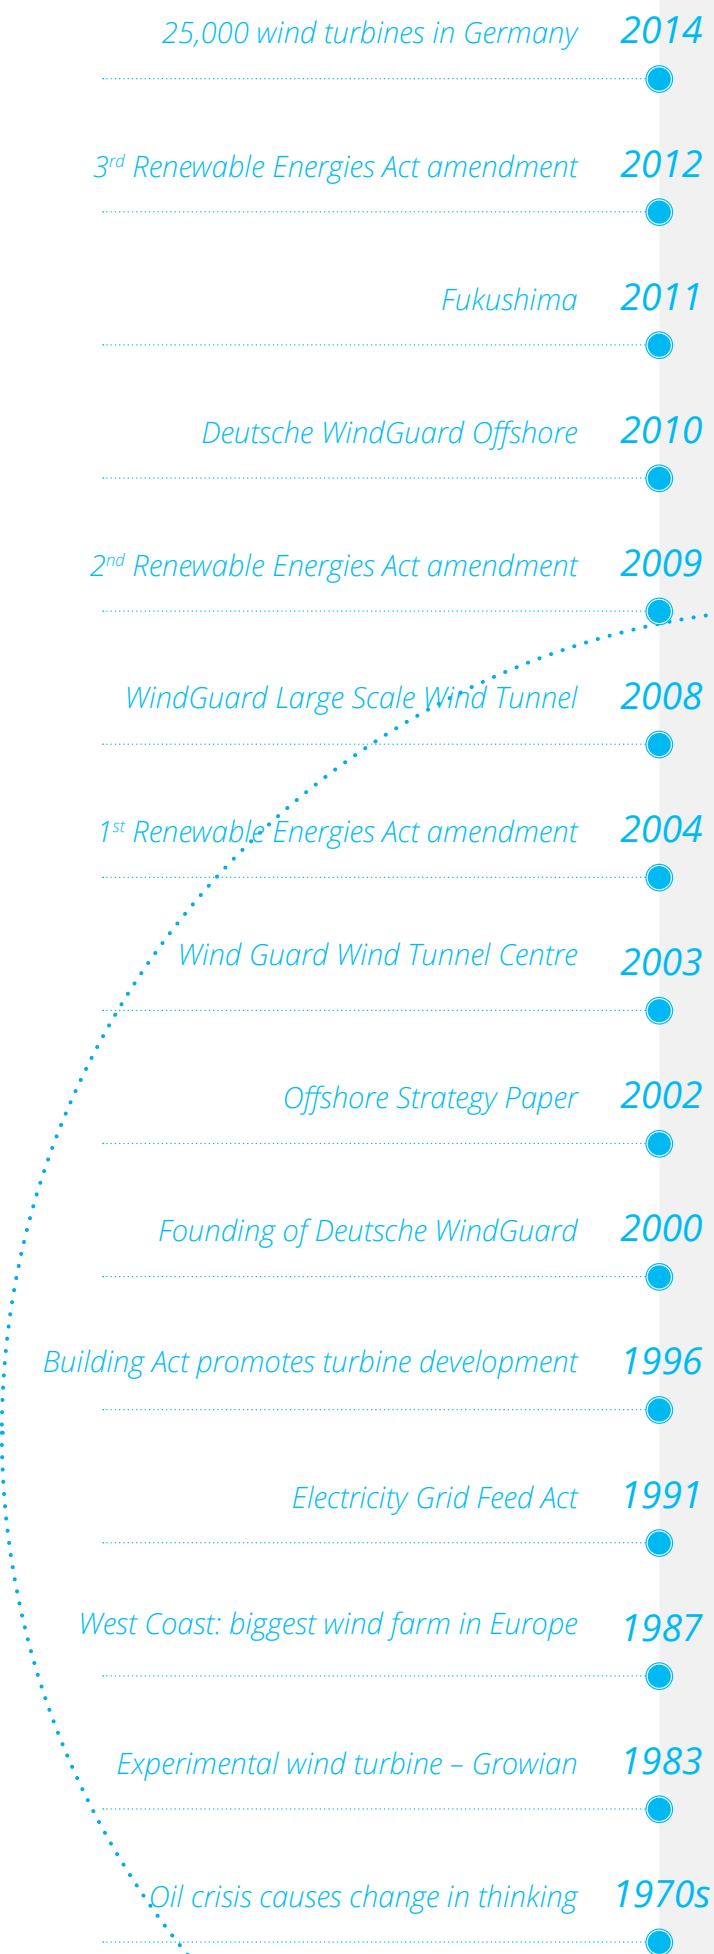 25,000 wind turbines in Germany 2014
3rd Renewable Energies Act amendment 2012
Fukushima 2011
Deutsche WindGuard Offshore 2010
2nd Renewable Energies Act amendment 2009
WindGuard Large Scale Wind Tunnel 2008
1st Renewable Energies Act amendment 2004
Wind Guard Wind Tunnel Centre 2003
Offshore Strategy Paper 2002
Founding of Deutsche WindGuard 2000
Building Act promotes turbine development 1996
Electricity Grid Feed Act 1991
West Coast: biggest wind farm in Europe 1987
Experimental wind turbine – Growian 1983
Oil crisis causes change in thinking 1970s